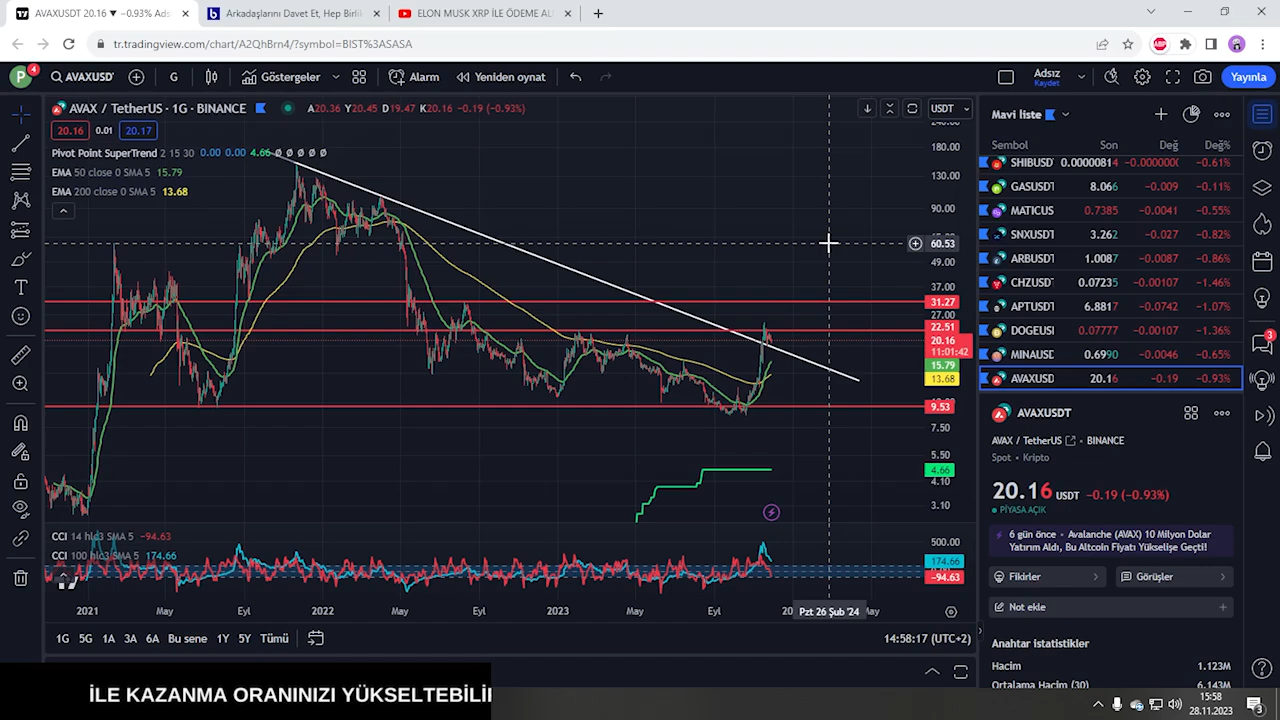 AVAXUSDT 20.16 ▼ −0.93% Ads
Arkadaşlarını Davet Et, Hep Birli
ELON MUSK XRP İLE ÖDEME AL
tr.tradingview.com/chart/A2QhBrn4/?symbol=BIST%3ASASA
P 4
AVAXUSD
G
Göstergeler
Alarm
Yeniden oynat
Adsız
Kaydet
Yayınla
AVAX / TetherUS · 1G · BINANCE
A20.36 Y20.45 D19.47 K20.16 −0.19 (−0.93%)
USDT
20.16 0.01 20.17
Pivot Point SuperTrend 2 15 30 0.00 0.00 4.66 Ø Ø Ø Ø Ø
EMA 50 close 0 SMA 5 15.79
EMA 200 close 0 SMA 5 13.68
180.00
130.00
90.00
60.53
49.00
37.00
31.27
27.00
22.51
20.16
11:01:42
15.79
13.68
9.53
7.50
5.50
4.66
4.10
3.10
CCI 14 hlc3 SMA 5 −94.63
CCI 100 hlc3 SMA 5 174.66
500.00
174.66
−94.63
2021 May Eyl 2022 May Eyl 2023 May Eyl
Pzt 26 Şub '24
May
1G 5G 1A 3A 6A Bu sene 1Y 5Y Tümü
14:58:17 (UTC+2)
Mavi liste
Sembol Son Değ Değ%
SHIBUSD 0.0000814 −0.0000000 −0.61%
GASUSDT 8.066 −0.009 −0.11%
MATICUS 0.7385 −0.0041 −0.55%
SNXUSDT 3.262 −0.027 −0.82%
ARBUSDT 1.0087 −0.0087 −0.86%
CHZUSDT 0.07235 −0.00107 −1.46%
APTUSDT 6.8817 −0.0742 −1.07%
DOGEUSI 0.07777 −0.00107 −1.36%
MINAUSD 0.6990 −0.0046 −0.65%
AVAXUSD 20.16 −0.19 −0.93%
AVAXUSDT
AVAX / TetherUS · BINANCE
Spot · Kripto
20.16 USDT −0.19 (−0.93%)
PİYASA AÇIK
6 gün önce · Avalanche (AVAX) 10 Milyon Dolar
Yatırım Aldı, Bu Altcoin Fiyatı Yükselişe Geçti!
Fikirler
Görüşler
Not ekle
Anahtar istatistikler
Hacim 1.123M
Ortalama Hacim (30) 6.143M
3
İLE KAZANMA ORANINIZI YÜKSELTEBİLİ
15:58
28.11.2023
3